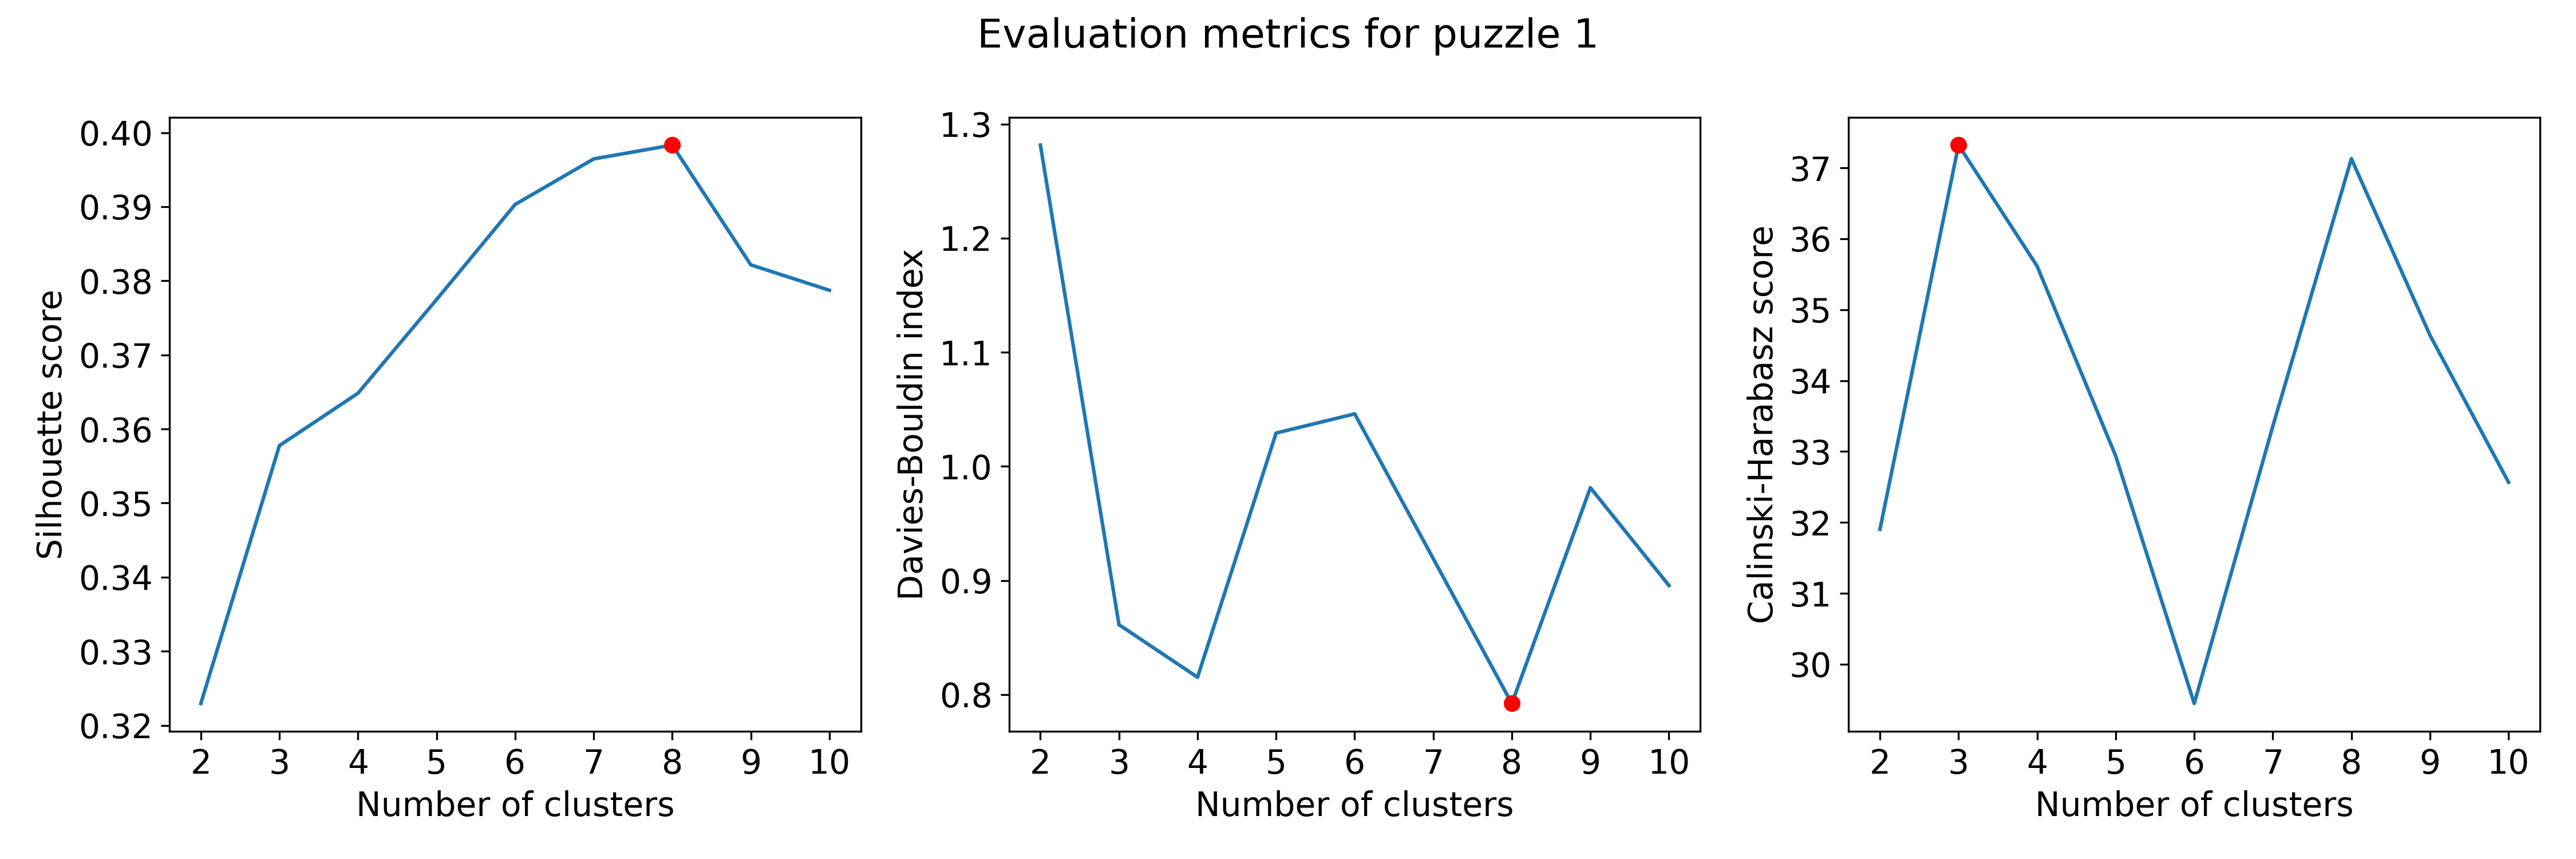 Evaluation metrics for puzzle 1
Silhouette score
0.40
0.39
0.38
0.37
0.36
0.35
0.34
0.33
0.32
2 3 4 5 6 7 8 9 10
Number of clusters
Davies-Bouldin index
1.3
1.2
1.1
1.0
0.9
0.8
2 3 4 5 6 7 8 9 10
Number of clusters
Calinski-Harabasz score
37
36
35
34
33
32
31
30
2 3 4 5 6 7 8 9 10
Number of clusters